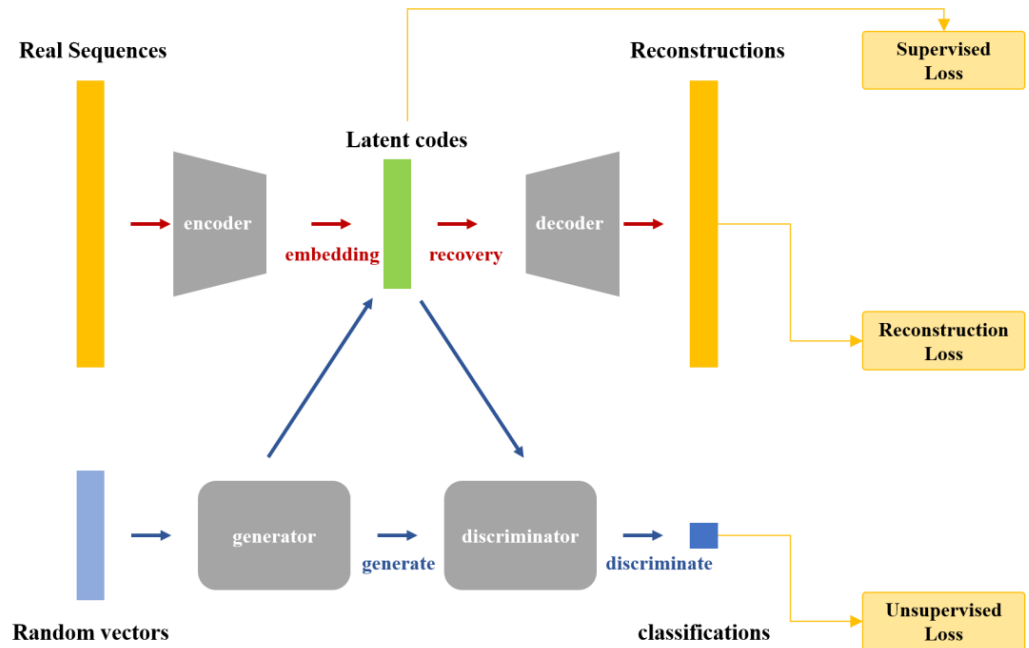 Real Sequences
Reconstructions
Supervised
Loss
Latent codes
encoder
decoder
embedding
recovery
Reconstruction
Loss
generator
discriminator
generate
discriminate
Random vectors
classifications
Unsupervised
Loss